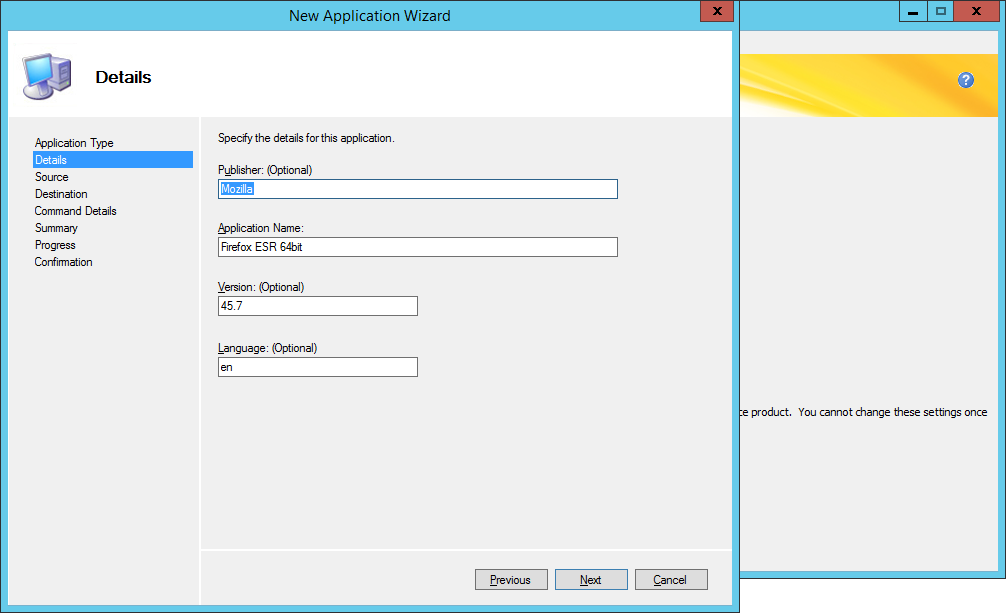 New Application Wizard
Details
Application Type
Details
Source
Destination
Command Details
Summary
Progress
Confirmation
Specify the details for this application.
Publisher: (Optional)
Mozilla
Application Name:
Firefox ESR 64bit
Version: (Optional)
45.7
Language: (Optional)
en
Previous
Next
Cancel
product. You cannot change these settings once